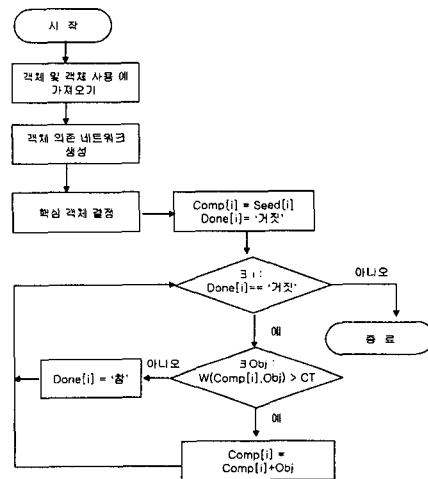 시 작
객체 및 객체 사용 예
가져오기
객체 의존 네트워크
생성
핵심 객체 결정
Comp[i] = Seed[i]
Done[i]= '거짓'
∃ i :
Done[i]== '거짓'
아니오
종 료
예
∃ Obj :
W(Comp[i],Obj) > CT
아니오
Done[i] = '참'
예
Comp[i] =
Comp[i]+Obj